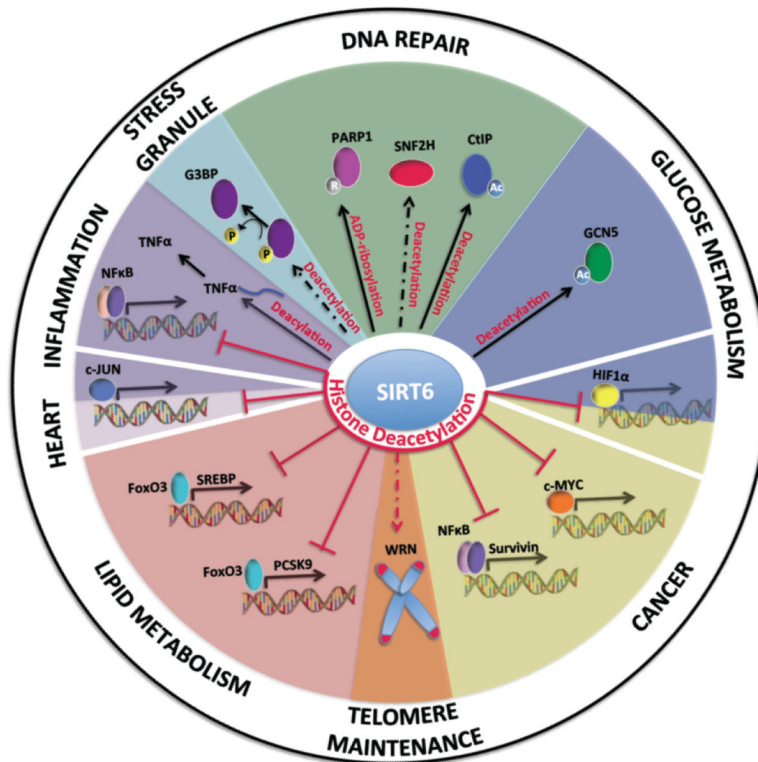 DNA REPAIR
STRESS
GRANULE
GLUCOSE METABOLISM
INFLAMMATION
HEART
LIPID METABOLISM
TELOMERE
MAINTENANCE
CANCER
PARP1
R
SNF2H
CtIP
Ac
ADP-ribosylation
Deacetylation
Deacetylation
G3BP
P
P
Deacetylation
GCN5
Ac
Deacetylation
TNFα
TNFα
Deacylation
NFκB
c-JUN
HIF1α
SIRT6
Histone Deacetylation
FoxO3
SREBP
FoxO3
PCSK9
WRN
c-MYC
NFκB
Survivin